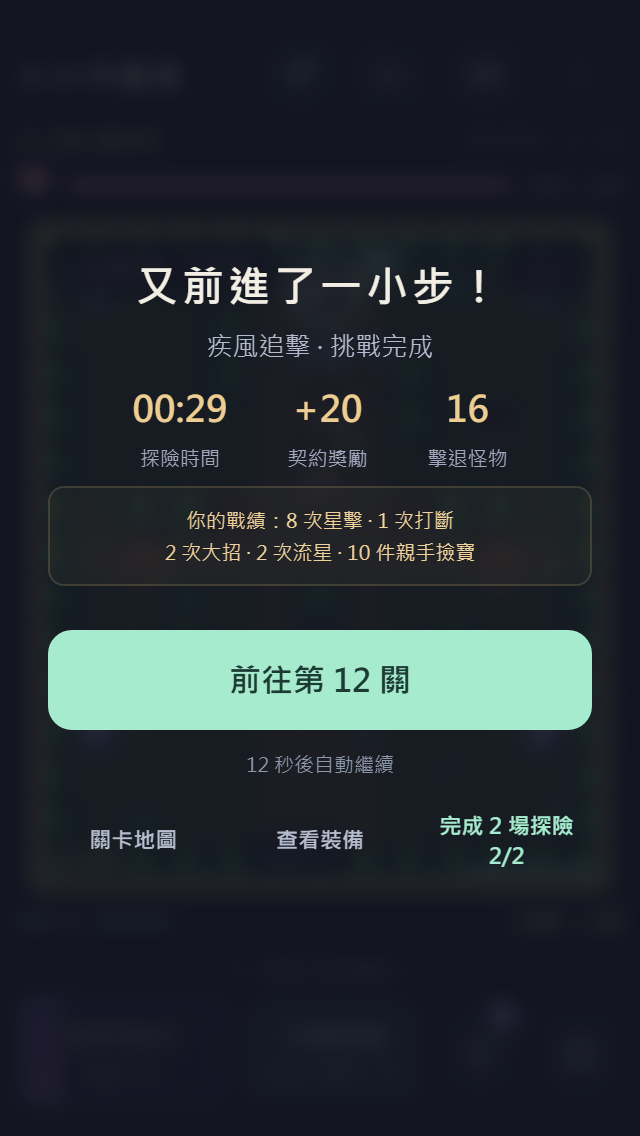 又前進了一小步！
疾風追擊 · 挑戰完成
00:29 +20 16
探險時間 契約獎勵 擊退怪物
你的戰績：8 次星擊 · 1 次打斷
2 次大招 · 2 次流星 · 10 件親手撿寶
前往第 12 關
12 秒後自動繼續
關卡地圖 查看裝備 完成 2 場探險
2/2